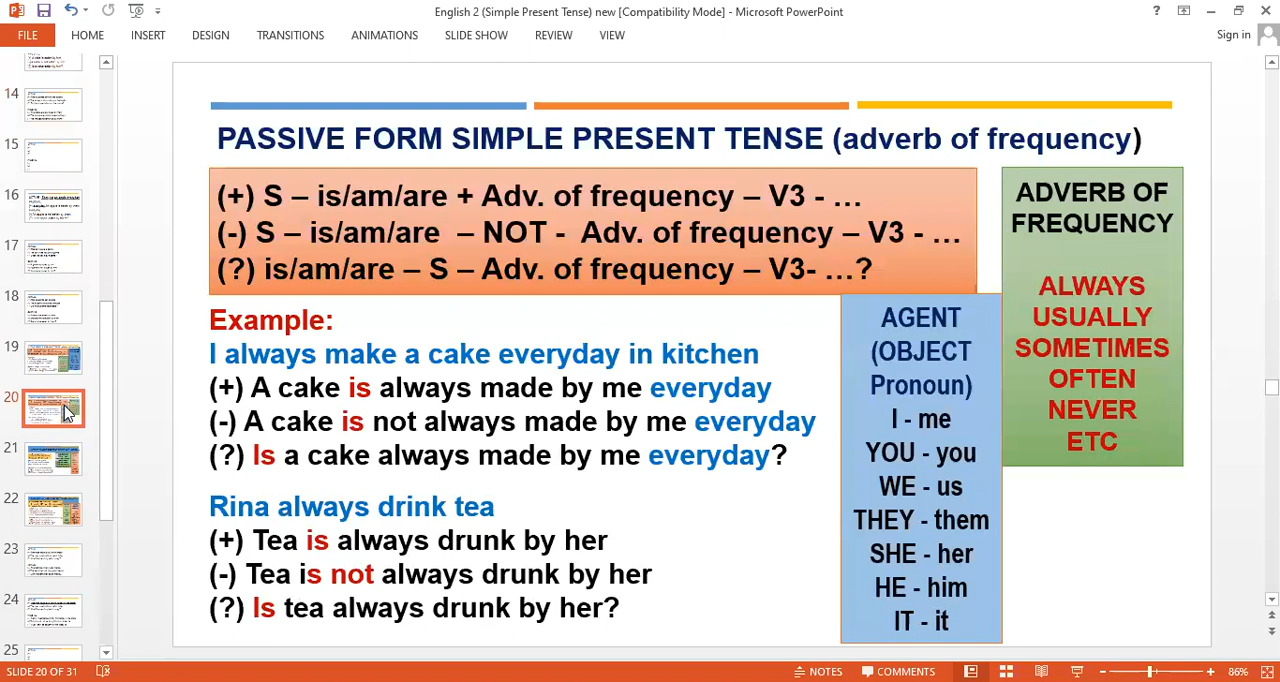 English 2 (Simple Present Tense) new [Compatibility Mode] - Microsoft PowerPoint
?
FILE
HOME
INSERT
DESIGN
TRANSITIONS
ANIMATIONS
SLIDE SHOW
REVIEW
VIEW
Sign in
14
15
16
17
18
19
20
21
22
23
24
25
PASSIVE FORM SIMPLE PRESENT TENSE (adverb of frequency)
(+) S – is/am/are + Adv. of frequency – V3 - …
(-) S – is/am/are – NOT - Adv. of frequency – V3 - …
(?) is/am/are – S – Adv. of frequency – V3- …?
Example:
I always make a cake everyday in kitchen
(+) A cake is always made by me everyday
(-) A cake is not always made by me everyday
(?) Is a cake always made by me everyday?
Rina always drink tea
(+) Tea is always drunk by her
(-) Tea is not always drunk by her
(?) Is tea always drunk by her?
AGENT
(OBJECT
Pronoun)
I - me
YOU - you
WE - us
THEY - them
SHE - her
HE - him
IT - it
ADVERB OF
FREQUENCY
ALWAYS
USUALLY
SOMETIMES
OFTEN
NEVER
ETC
SLIDE 20 OF 31
NOTES
COMMENTS
86%